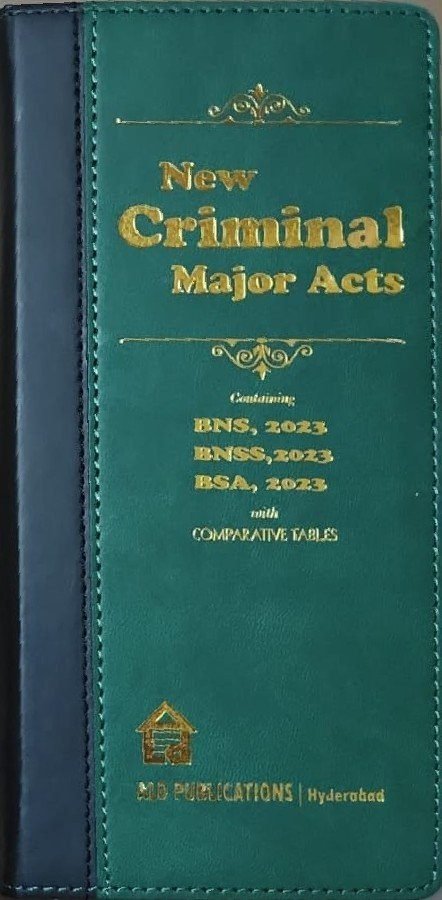 New
Criminal
Major Acts
Containing
BNS, 2023
BNSS,2023
BSA, 2023
with
COMPARATIVE TABLES
PUBLICATIONS | Hyderabad